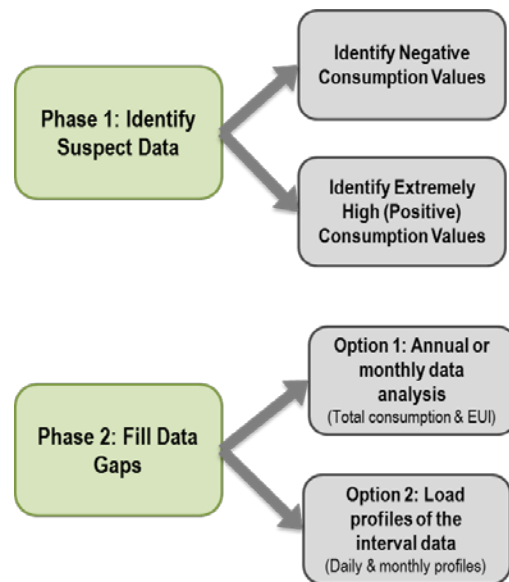 Identify Negative
Consumption Values
Phase 1: Identify
Suspect Data
Identify Extremely
High (Positive)
Consumption Values
Option 1: Annual or
monthly data
analysis
(Total consumption & EUI)
Phase 2: Fill Data
Gaps
Option 2: Load
profiles of the
interval data
(Daily & monthly profiles)